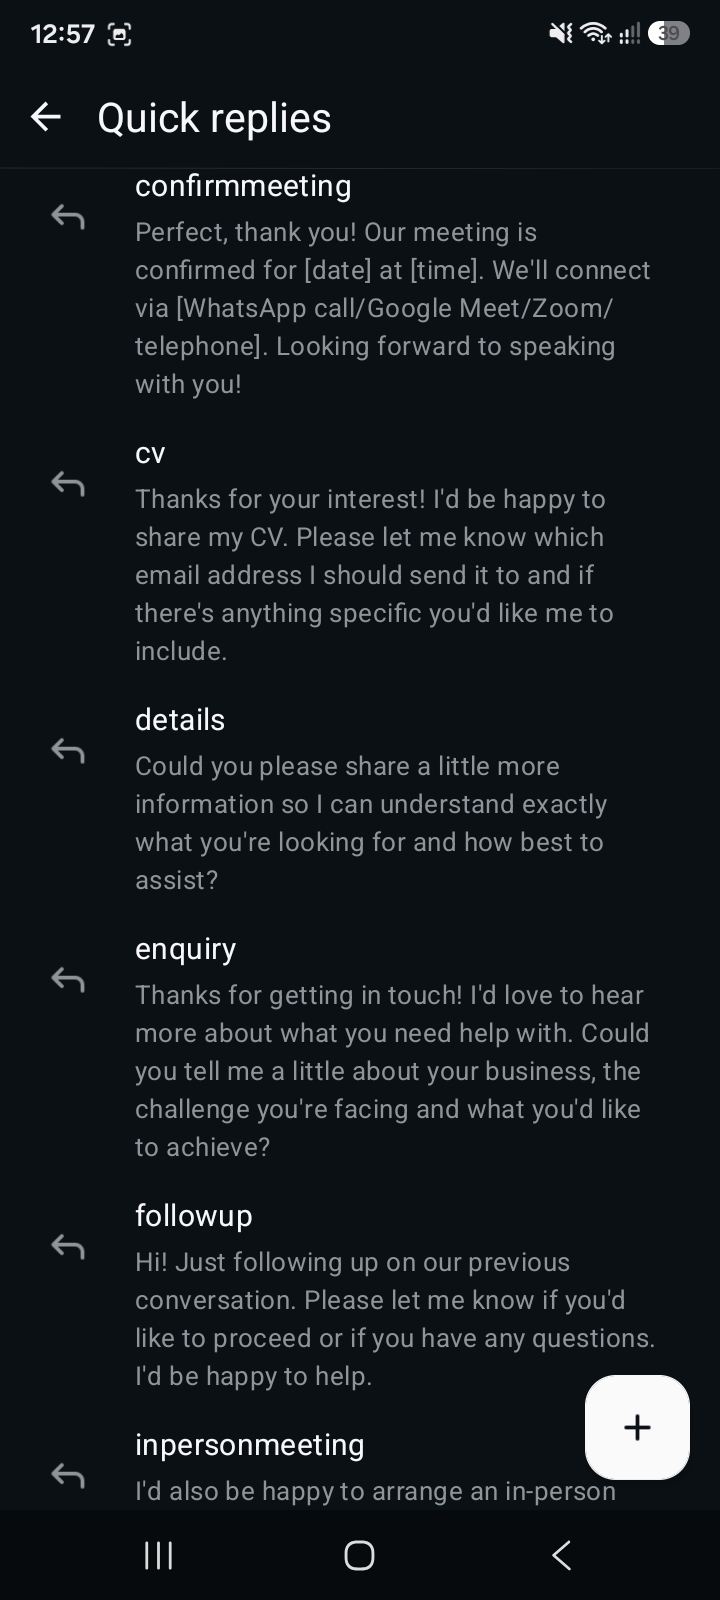 12:57
39
Quick replies
confirmmeeting
Perfect, thank you! Our meeting is
confirmed for [date] at [time]. We'll connect
via [WhatsApp call/Google Meet/Zoom/
telephone]. Looking forward to speaking
with you!
cv
Thanks for your interest! I'd be happy to
share my CV. Please let me know which
email address I should send it to and if
there's anything specific you'd like me to
include.
details
Could you please share a little more
information so I can understand exactly
what you're looking for and how best to
assist?
enquiry
Thanks for getting in touch! I'd love to hear
more about what you need help with. Could
you tell me a little about your business, the
challenge you're facing and what you'd like
to achieve?
followup
Hi! Just following up on our previous
conversation. Please let me know if you'd
like to proceed or if you have any questions.
I'd be happy to help.
inpersonmeeting
I'd also be happy to arrange an in-person